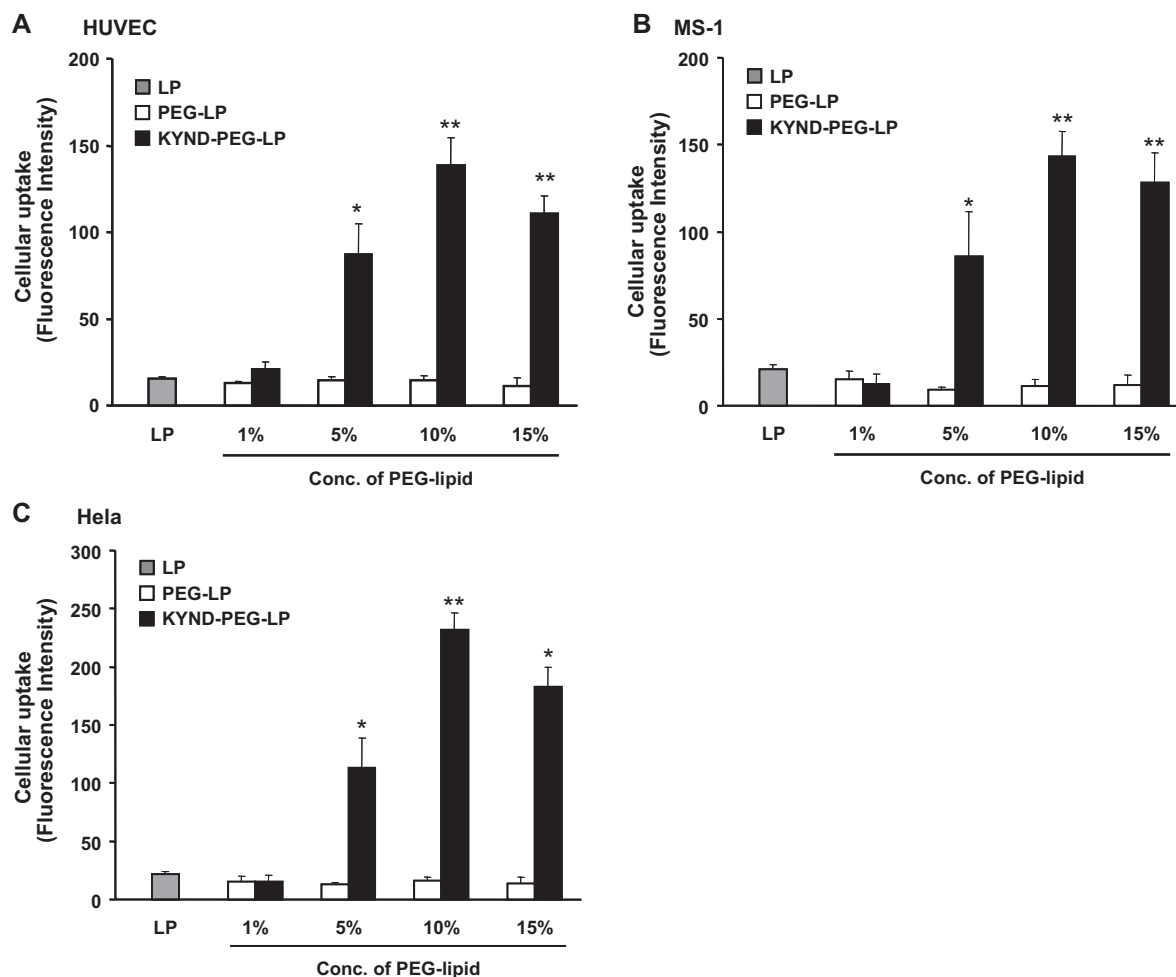 A HUVEC
Cellular uptake
(Fluorescence Intensity)
200
150
100
50
0
LP
PEG-LP
KYND-PEG-LP
*
**
**
LP 1% 5% 10% 15%
Conc. of PEG-lipid
B MS-1
Cellular uptake
(Fluorescence Intensity)
200
150
100
50
0
LP
PEG-LP
KYND-PEG-LP
*
**
**
LP 1% 5% 10% 15%
Conc. of PEG-lipid
C Hela
Cellular uptake
(Fluorescence Intensity)
300
250
200
150
100
50
0
LP
PEG-LP
KYND-PEG-LP
*
**
*
LP 1% 5% 10% 15%
Conc. of PEG-lipid